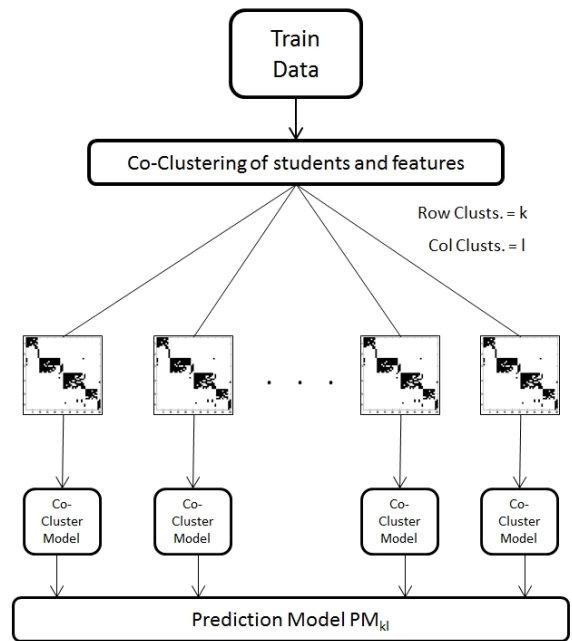 Train
Data
Co-Clustering of students and features
Row Clusts. = k
Col Clusts. = l
. . .
Co-
Cluster
Model
Co-
Cluster
Model
Co-
Cluster
Model
Co-
Cluster
Model
Prediction Model PMkl